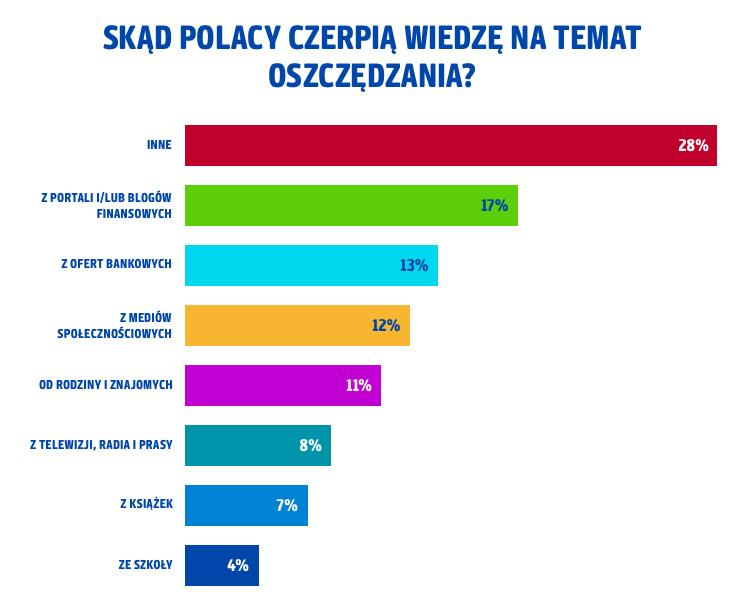 SKĄD POLACY CZERPIĄ WIEDZĘ NA TEMAT
OSZCZĘDZANIA?
INNE
28%
Z PORTALI I/LUB BLOGÓW
FINANSOWYCH
17%
Z OFERT BANKOWYCH
13%
Z MEDIÓW
SPOŁECZNOŚCIOWYCH
12%
OD RODZINY I ZNAJOMYCH
11%
Z TELEWIZJI, RADIA I PRASY
8%
Z KSIĄŻEK
7%
ZE SZKOŁY
4%